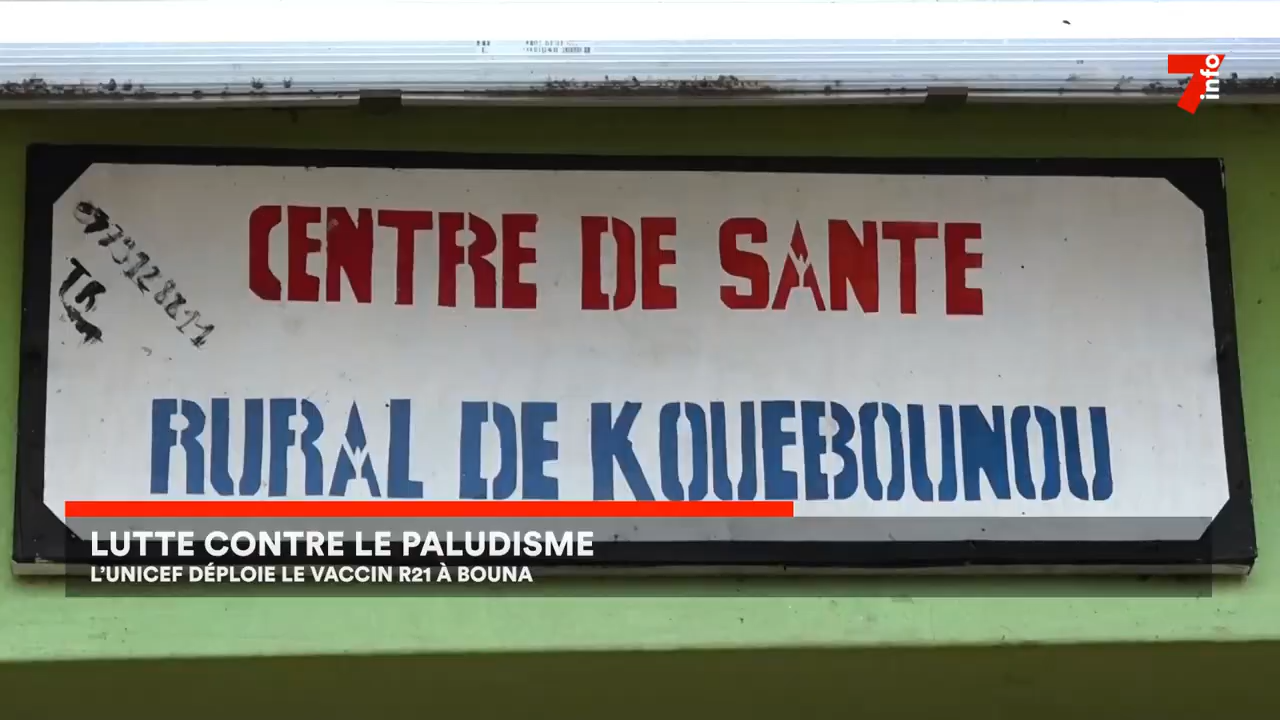 7 info
CENTRE DE SANTE
RURAL DE KOUEBOUNOU
LUTTE CONTRE LE PALUDISME
L'UNICEF DÉPLOIE LE VACCIN R21 À BOUNA